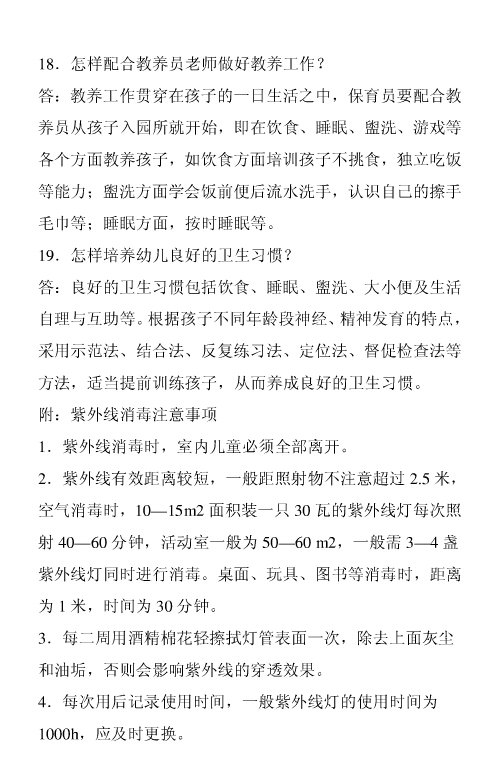 18．怎样配合教养员老师做好教养工作？
答：教养工作贯穿在孩子的一日生活之中，保育员要配合教
养员从孩子入园所就开始，即在饮食、睡眠、盥洗、游戏等
各个方面教养孩子，如饮食方面培训孩子不挑食，独立吃饭
等能力；盥洗方面学会饭前便后流水洗手，认识自己的擦手
毛巾等；睡眠方面，按时睡眠等。
19．怎样培养幼儿良好的卫生习惯？
答：良好的卫生习惯包括饮食、睡眠、盥洗、大小便及生活
自理与互助等。根据孩子不同年龄段神经、精神发育的特点，
采用示范法、结合法、反复练习法、定位法、督促检查法等
方法，适当提前训练孩子，从而养成良好的卫生习惯。
附：紫外线消毒注意事项
1．紫外线消毒时，室内儿童必须全部离开。
2．紫外线有效距离较短，一般距照射物不注意超过 2.5 米，
空气消毒时，10—15m2 面积装一只 30 瓦的紫外线灯每次照
射 40—60 分钟，活动室一般为 50—60 m2，一般需 3—4 盏
紫外线灯同时进行消毒。桌面、玩具、图书等消毒时，距离
为 1 米，时间为 30 分钟。
3．每二周用酒精棉花轻擦拭灯管表面一次，除去上面灰尘
和油垢，否则会影响紫外线的穿透效果。
4．每次用后记录使用时间，一般紫外线灯的使用时间为
1000h，应及时更换。